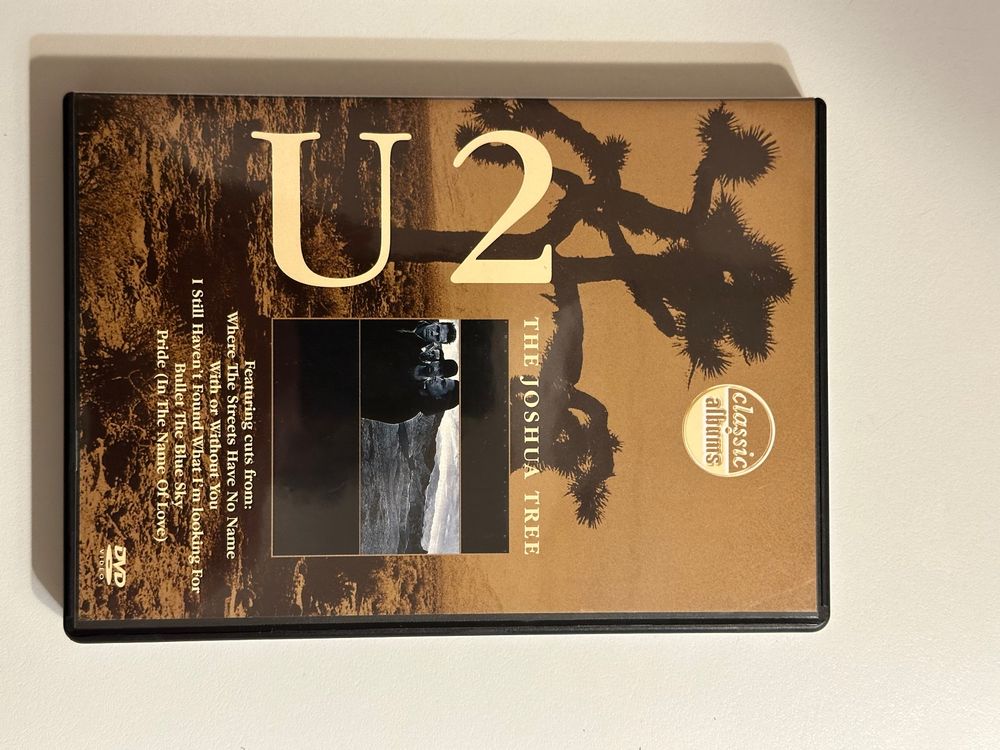 classic
albums
THE JOSHUA TREE
U2
Featuring cuts from:
Where The Streets Have No Name
With or Without You
I Still Haven't Found What I'm looking For
Bullet The Blue Sky
Pride (In The Name Of Love)
DVD
VIDEO